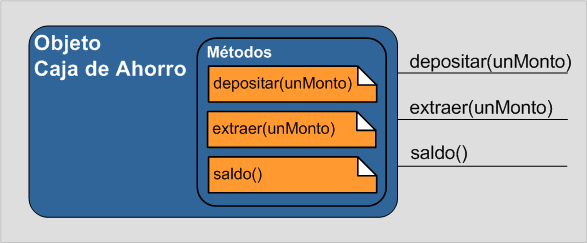 Objeto
Caja de Ahorro
Métodos
depositar(unMonto)
extraer(unMonto)
saldo()
depositar(unMonto)
extraer(unMonto)
saldo()